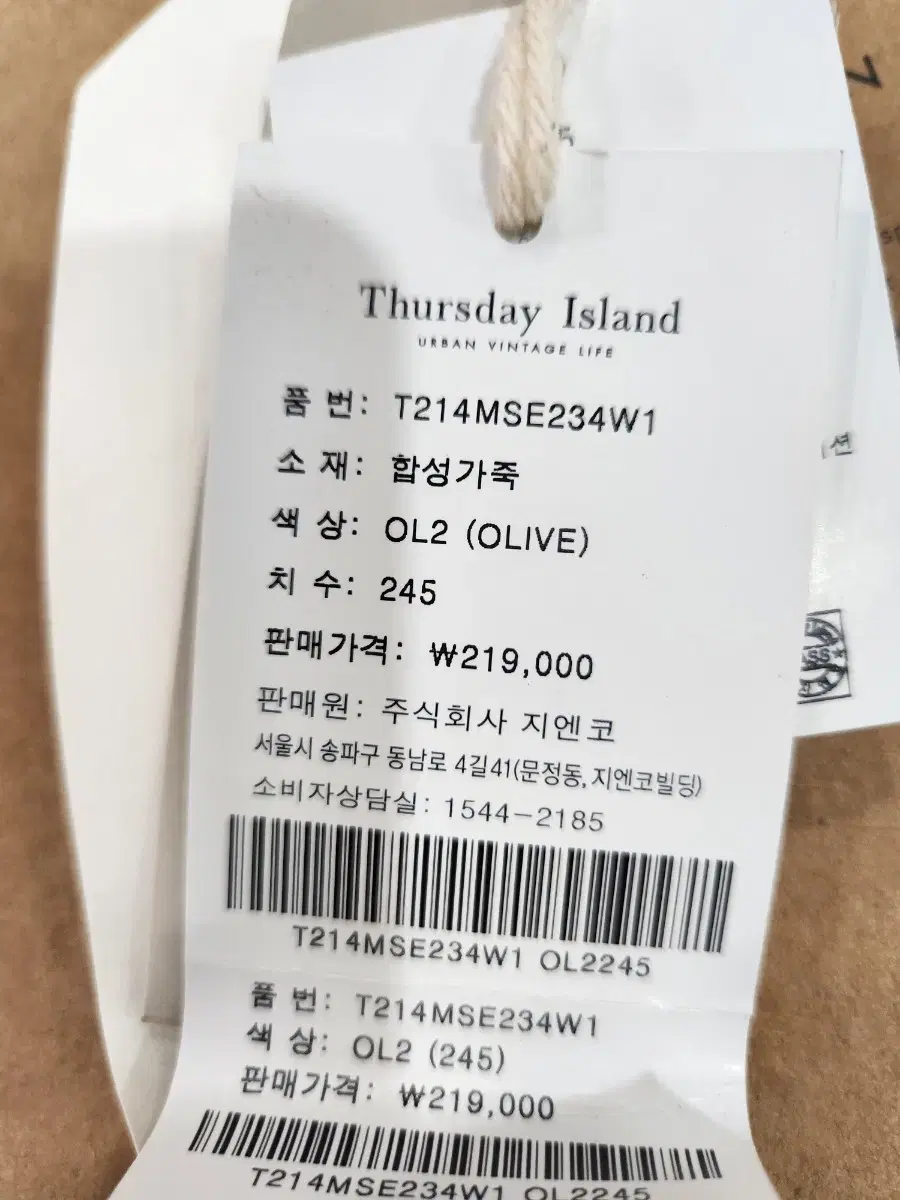 Thursday Island
URBAN VINTAGE LIFE
품 번: T214MSE234W1
소 재: 합성가죽
색 상: OL2 (OLIVE)
치 수: 245
판매가격: ₩219,000
판매원: 주식회사 지엔코
서울시 송파구 동남로 4길41(문정동, 지엔코빌딩)
소비자상담실: 1544-2185
T214MSE234W1 OL2245
품 번: T214MSE234W1
색 상: OL2 (245)
판매가격: ₩219,000
T214MSE234W1 OL2245
7
션